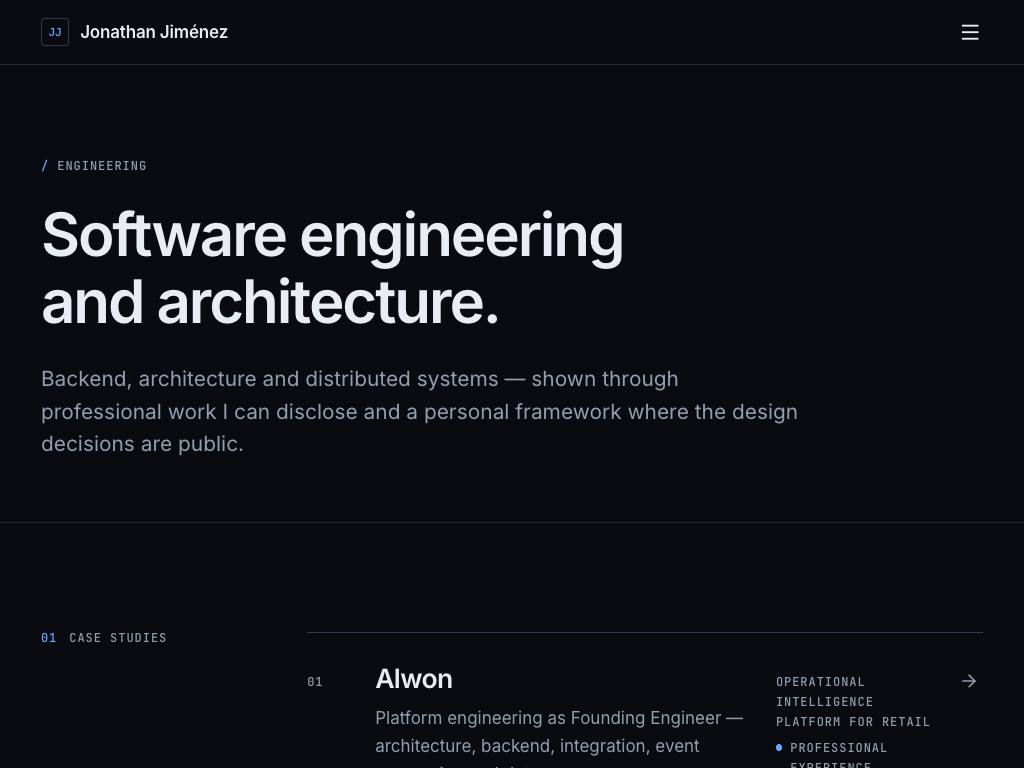 JJ Jonathan Jiménez
/ ENGINEERING
Software engineering
and architecture.
Backend, architecture and distributed systems — shown through
professional work I can disclose and a personal framework where the design
decisions are public.
01 CASE STUDIES
01
Alwon
Platform engineering as Founding Engineer —
architecture, backend, integration, event
OPERATIONAL
INTELLIGENCE
PLATFORM FOR RETAIL
PROFESSIONAL
EXPERIENCE